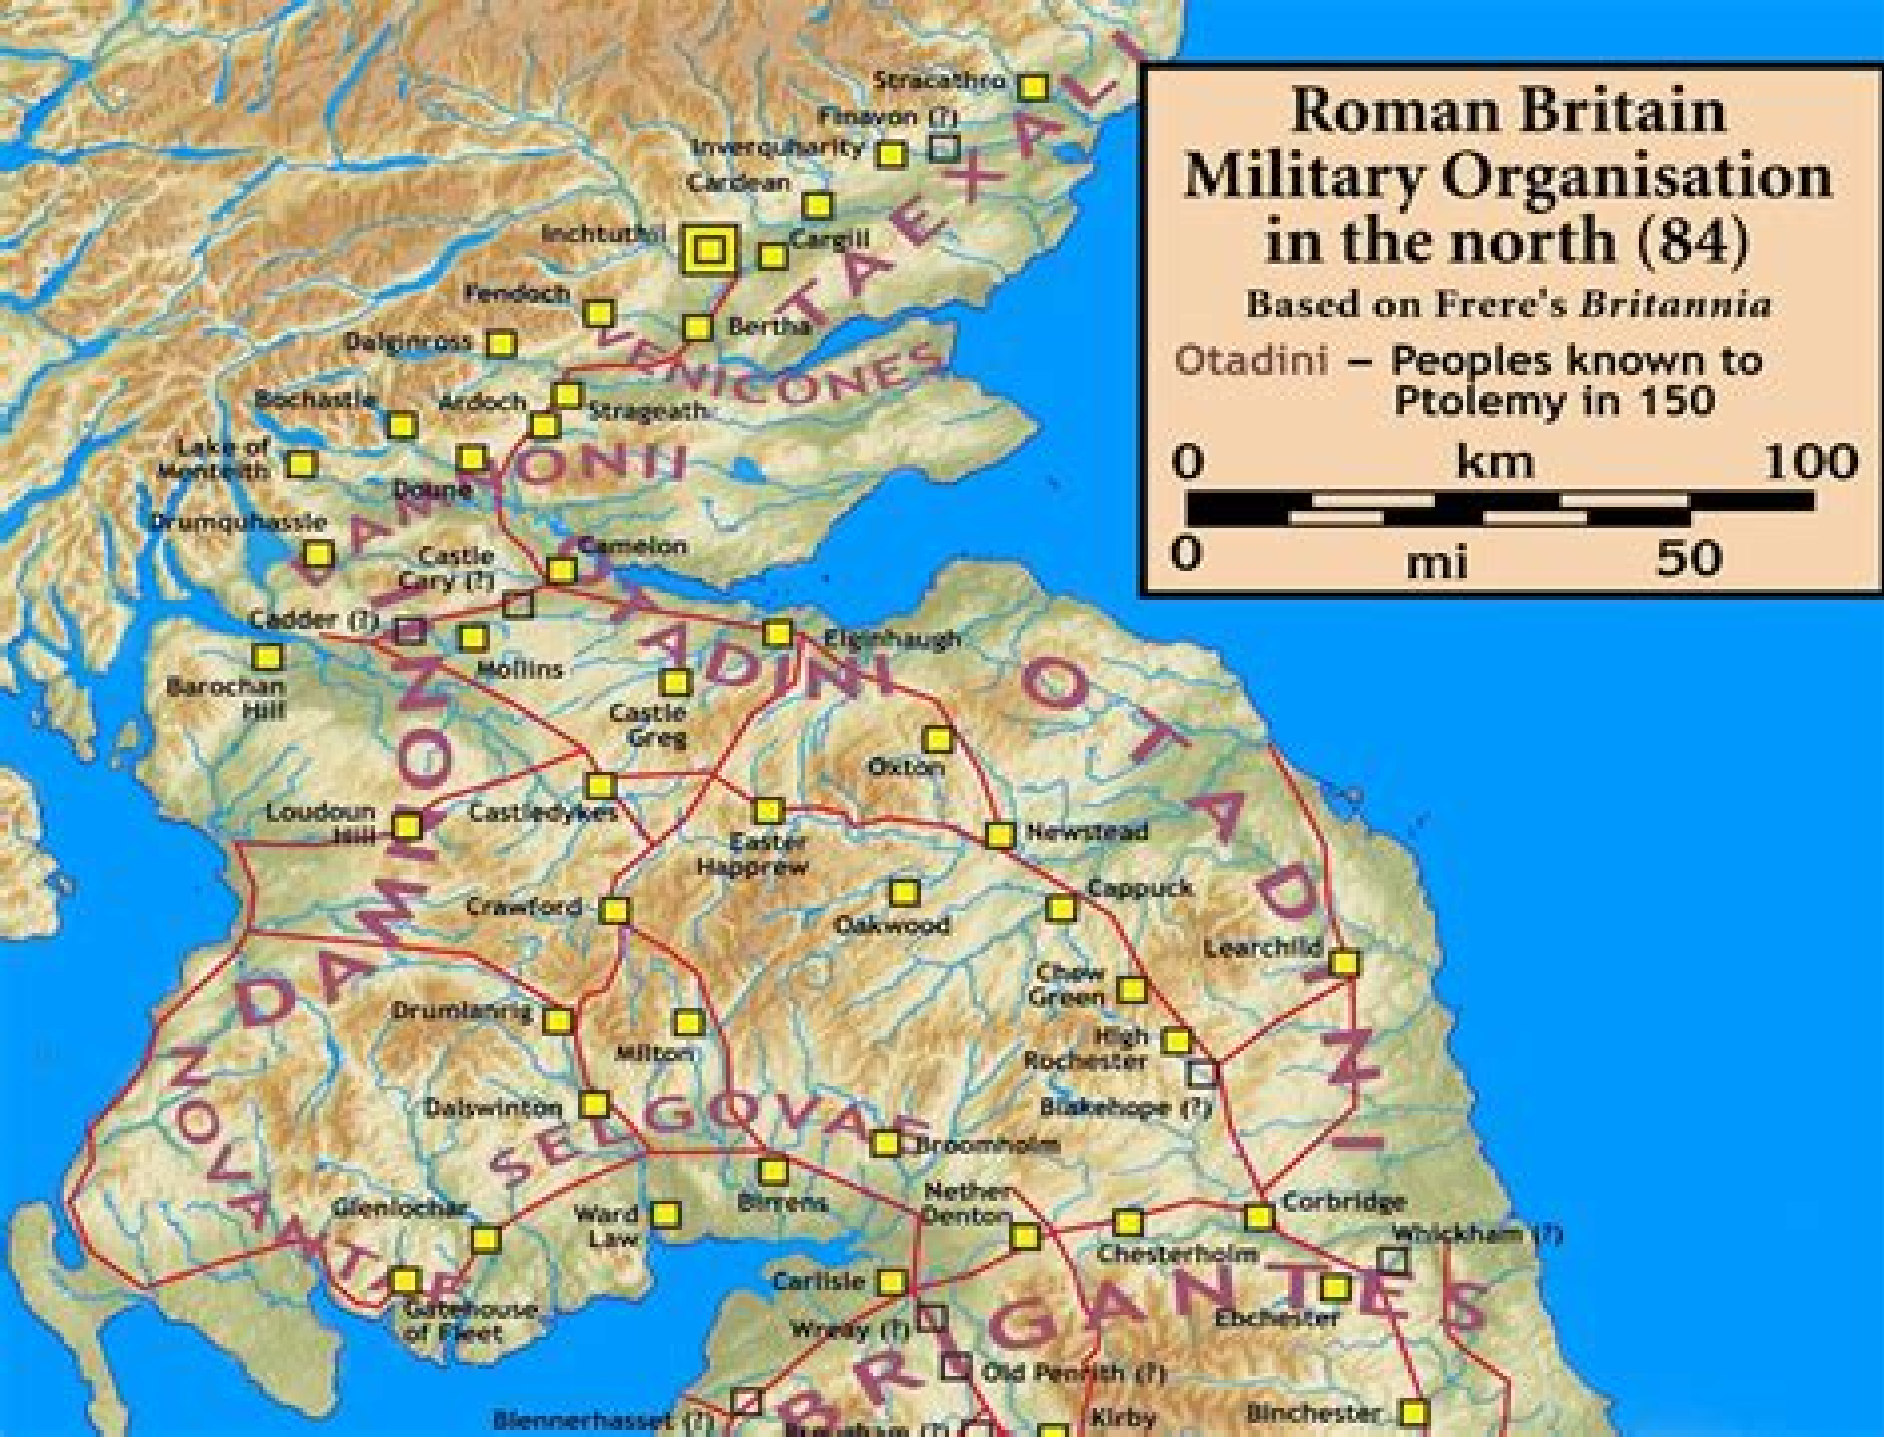 Roman Britain
Military Organisation
in the north (84)
Based on Frere's Britannia
Otadini – Peoples known to
Ptolemy in 150
0 km 100
0 mi 50
Stracathro
Finavon (?)
Inverquharity
Cardean
Inchtuthil
Cargill
TAEXALI
Fendoch
Bertha
Dalginross
VENICONES
Bochastle
Ardoch
Strageath
Lake of
Monteith
Doune
DAMNONII
Drumquhassle
Camelon
Castle
Cary (?)
Cadder (?)
Mollins
Elginhaugh
OTADINI
Barochan
Hill
Castle
Greg
Oxton
OTADINI
Loudoun
Hill
Castledykes
Easter
Happrew
Newstead
DAMNONII
Crawford
Oakwood
Cappuck
Learchild
Chew
Green
Drumlanrig
Milton
High
Rochester
Blakehope (?)
Dalswinton
SELGOVAE
Broomholm
NOVANTAE
Birrens
Glenlochar
Ward
Law
Nether
Denton
Corbridge
Chesterholm
Whickham (?)
Gatehouse
of Fleet
Carlisle
Ebchester
Wreay (?)
BRIGANTES
Old Penrith (?)
Blennerhasset (?)
Kirby
Binchester